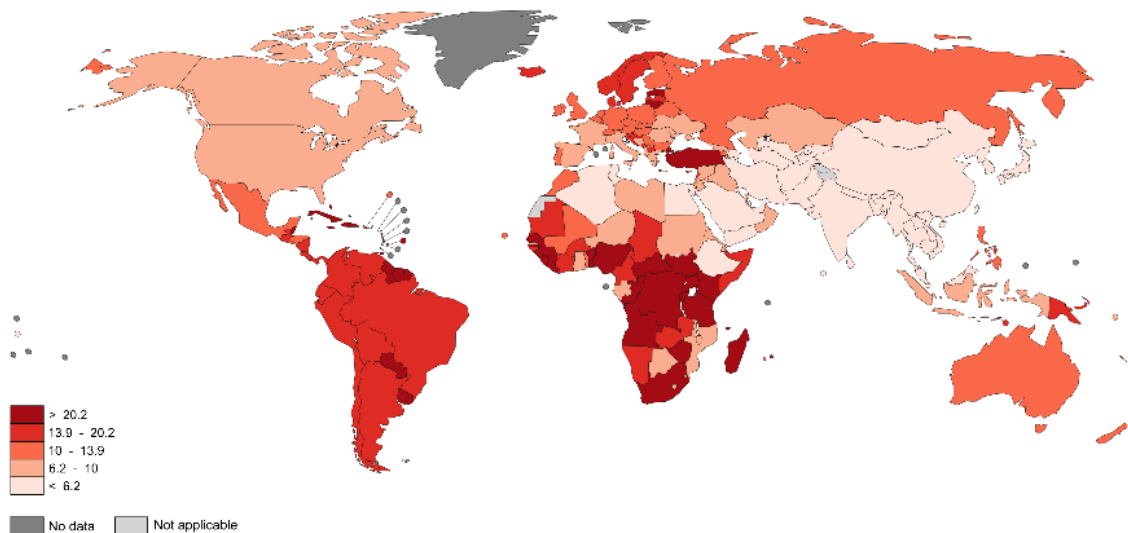 > 20.2
13.9 - 20.2
10 - 13.9
6.2 - 10
< 6.2
No data
Not applicable